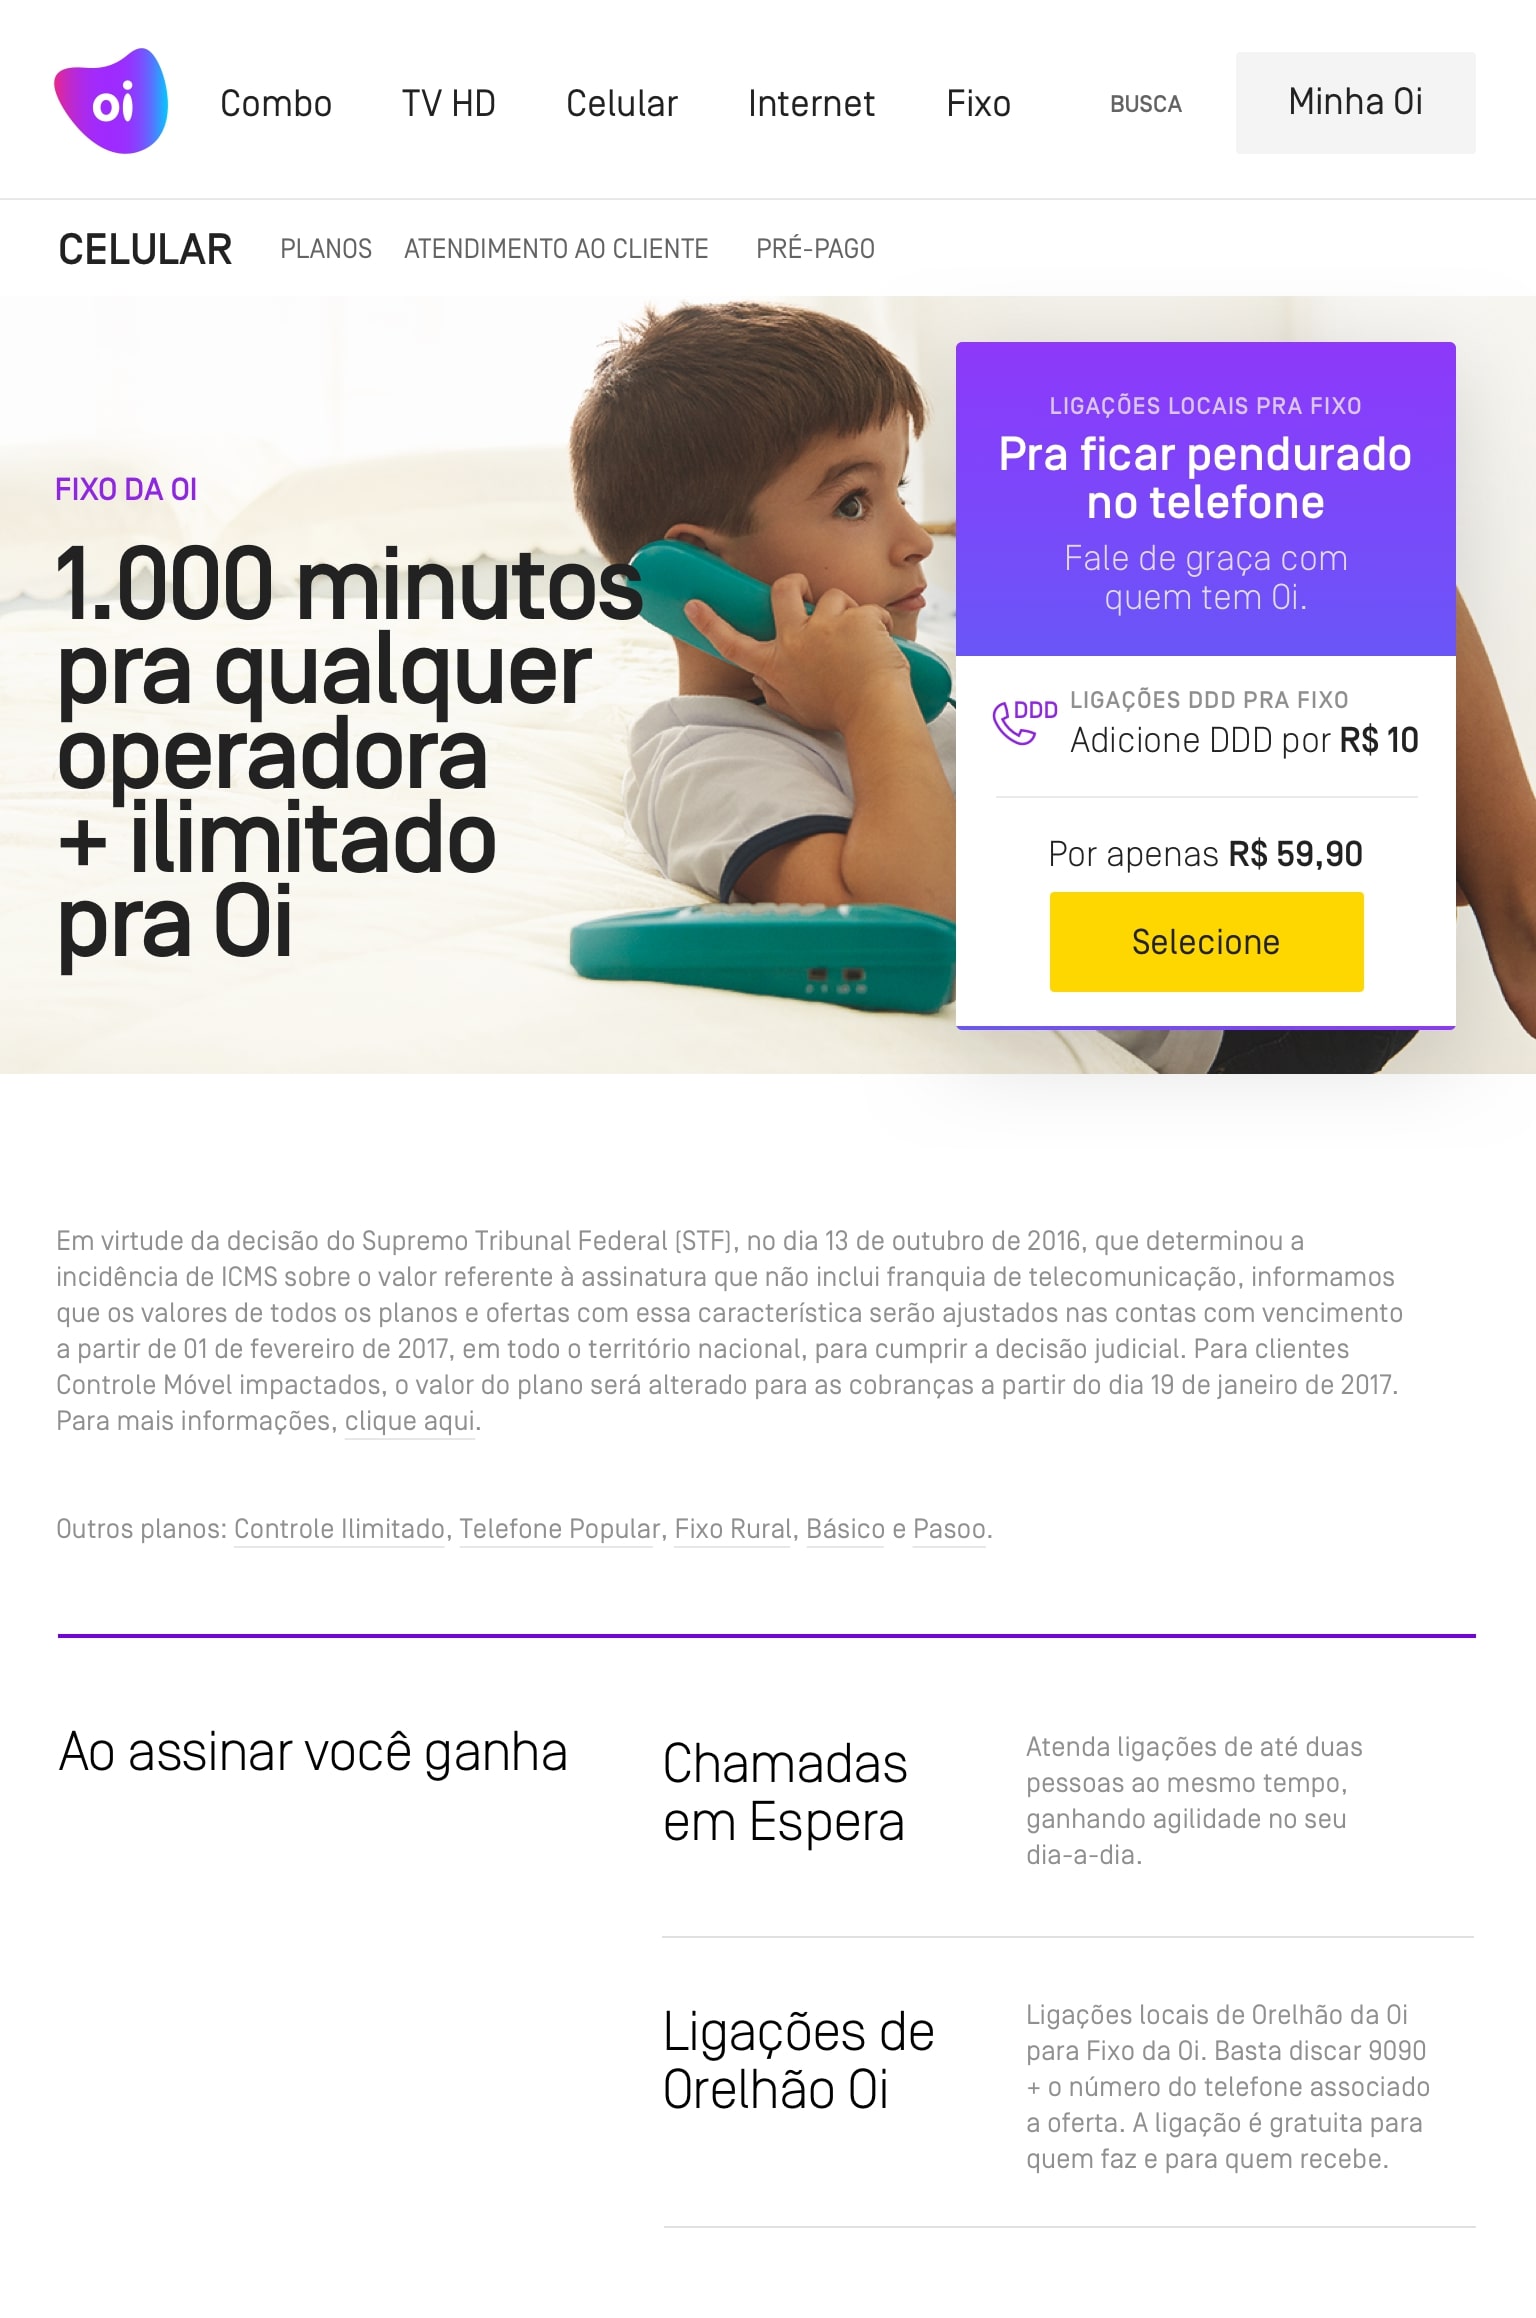 oi
Combo
TV HD
Celular
Internet
Fixo
BUSCA
Minha Oi
CELULAR
PLANOS
ATENDIMENTO AO CLIENTE
PRÉ-PAGO
FIXO DA OI
1.000 minutos
pra qualquer
operadora
+ ilimitado
pra Oi
LIGAÇÕES LOCAIS PRA FIXO
Pra ficar pendurado
no telefone
Fale de graça com
quem tem Oi.
DDD
LIGAÇÕES DDD PRA FIXO
Adicione DDD por R$ 10
Por apenas R$ 59,90
Selecione
Em virtude da decisão do Supremo Tribunal Federal (STF), no dia 13 de outubro de 2016, que determinou a
incidência de ICMS sobre o valor referente à assinatura que não inclui franquia de telecomunicação, informamos
que os valores de todos os planos e ofertas com essa característica serão ajustados nas contas com vencimento
a partir de 01 de fevereiro de 2017, em todo o território nacional, para cumprir a decisão judicial. Para clientes
Controle Móvel impactados, o valor do plano será alterado para as cobranças a partir do dia 19 de janeiro de 2017.
Para mais informações, clique aqui.
Outros planos: Controle Ilimitado, Telefone Popular, Fixo Rural, Básico e Pasoo.
Ao assinar você ganha
Chamadas
em Espera
Atenda ligações de até duas
pessoas ao mesmo tempo,
ganhando agilidade no seu
dia-a-dia.
Ligações de
Orelhão Oi
Ligações locais de Orelhão da Oi
para Fixo da Oi. Basta discar 9090
+ o número do telefone associado
a oferta. A ligação é gratuita para
quem faz e para quem recebe.